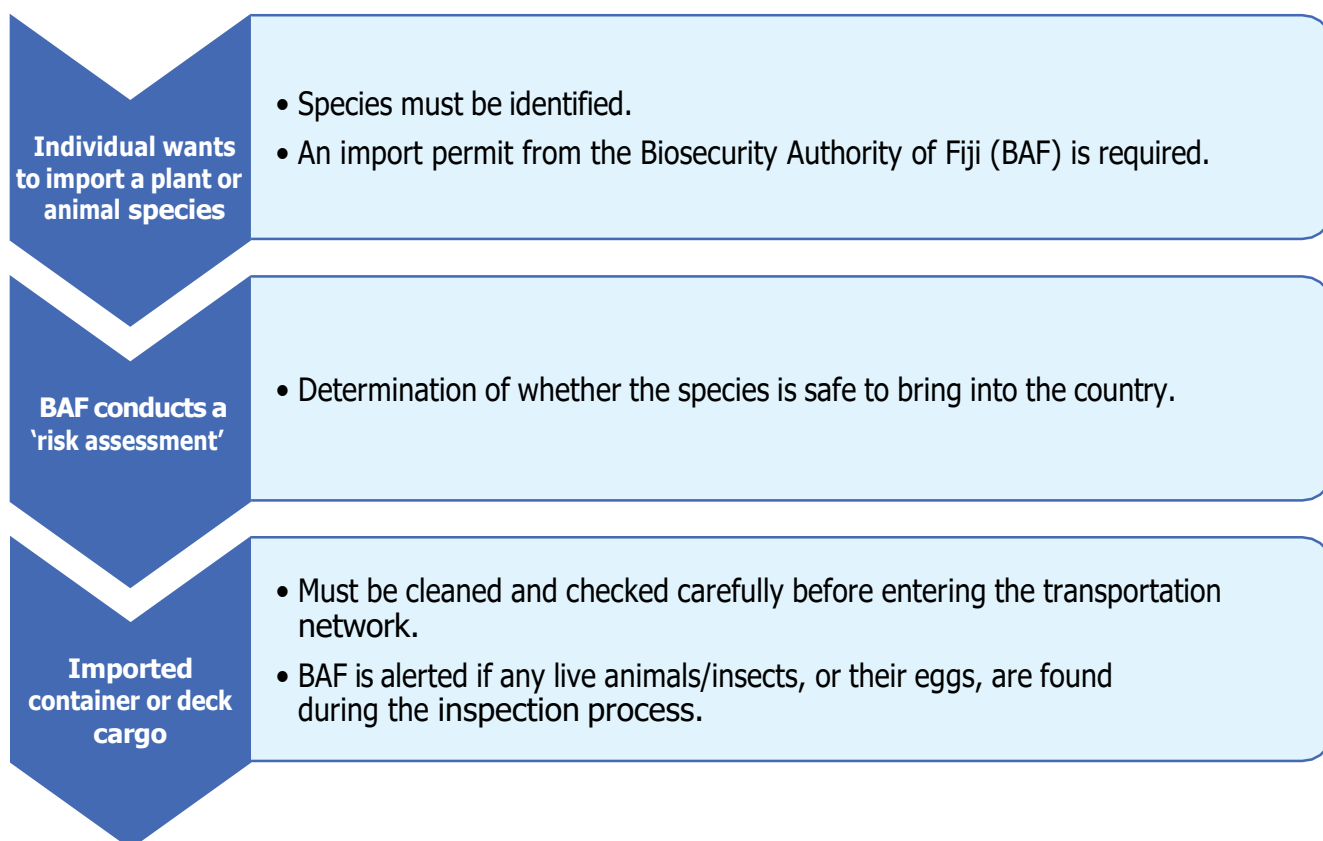 Individual wants
to import a plant or
animal species
• Species must be identified.
• An import permit from the Biosecurity Authority of Fiji (BAF) is required.
BAF conducts a
‘risk assessment’
• Determination of whether the species is safe to bring into the country.
Imported
container or deck
cargo
• Must be cleaned and checked carefully before entering the transportation
network.
• BAF is alerted if any live animals/insects, or their eggs, are found
during the inspection process.